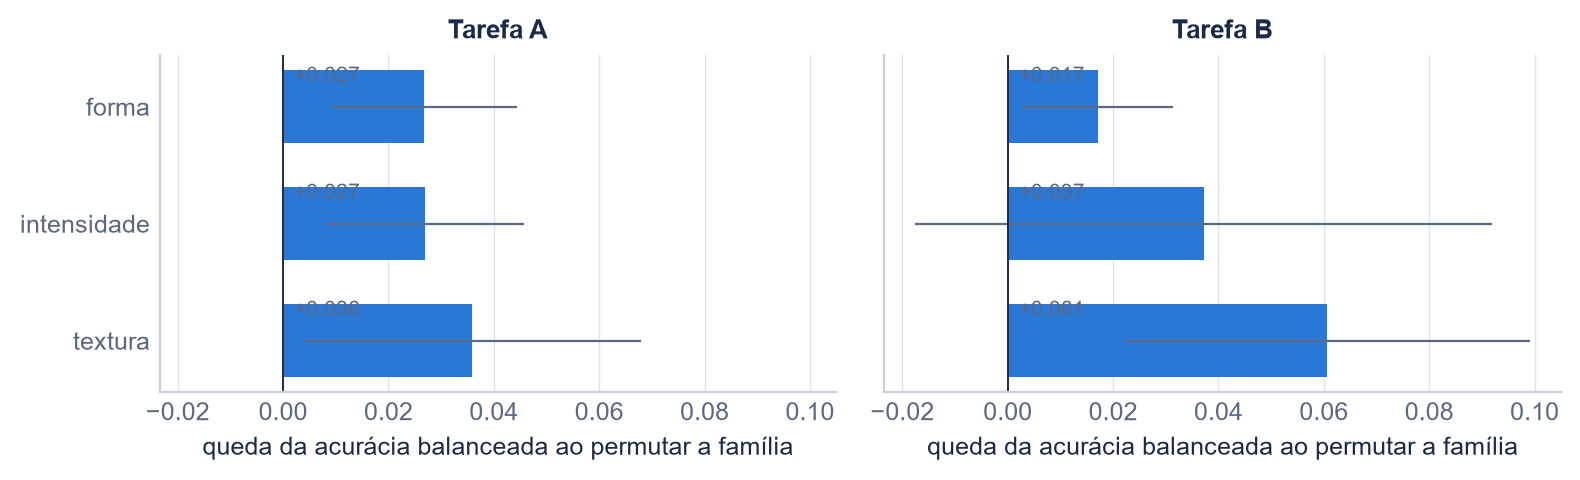 Tarefa A
forma
+0.027
intensidade
+0.027
textura
+0.036
−0.02 0.00 0.02 0.04 0.06 0.08 0.10
queda da acurácia balanceada ao permutar a família
Tarefa B
+0.017
+0.037
+0.061
−0.02 0.00 0.02 0.04 0.06 0.08 0.10
queda da acurácia balanceada ao permutar a família